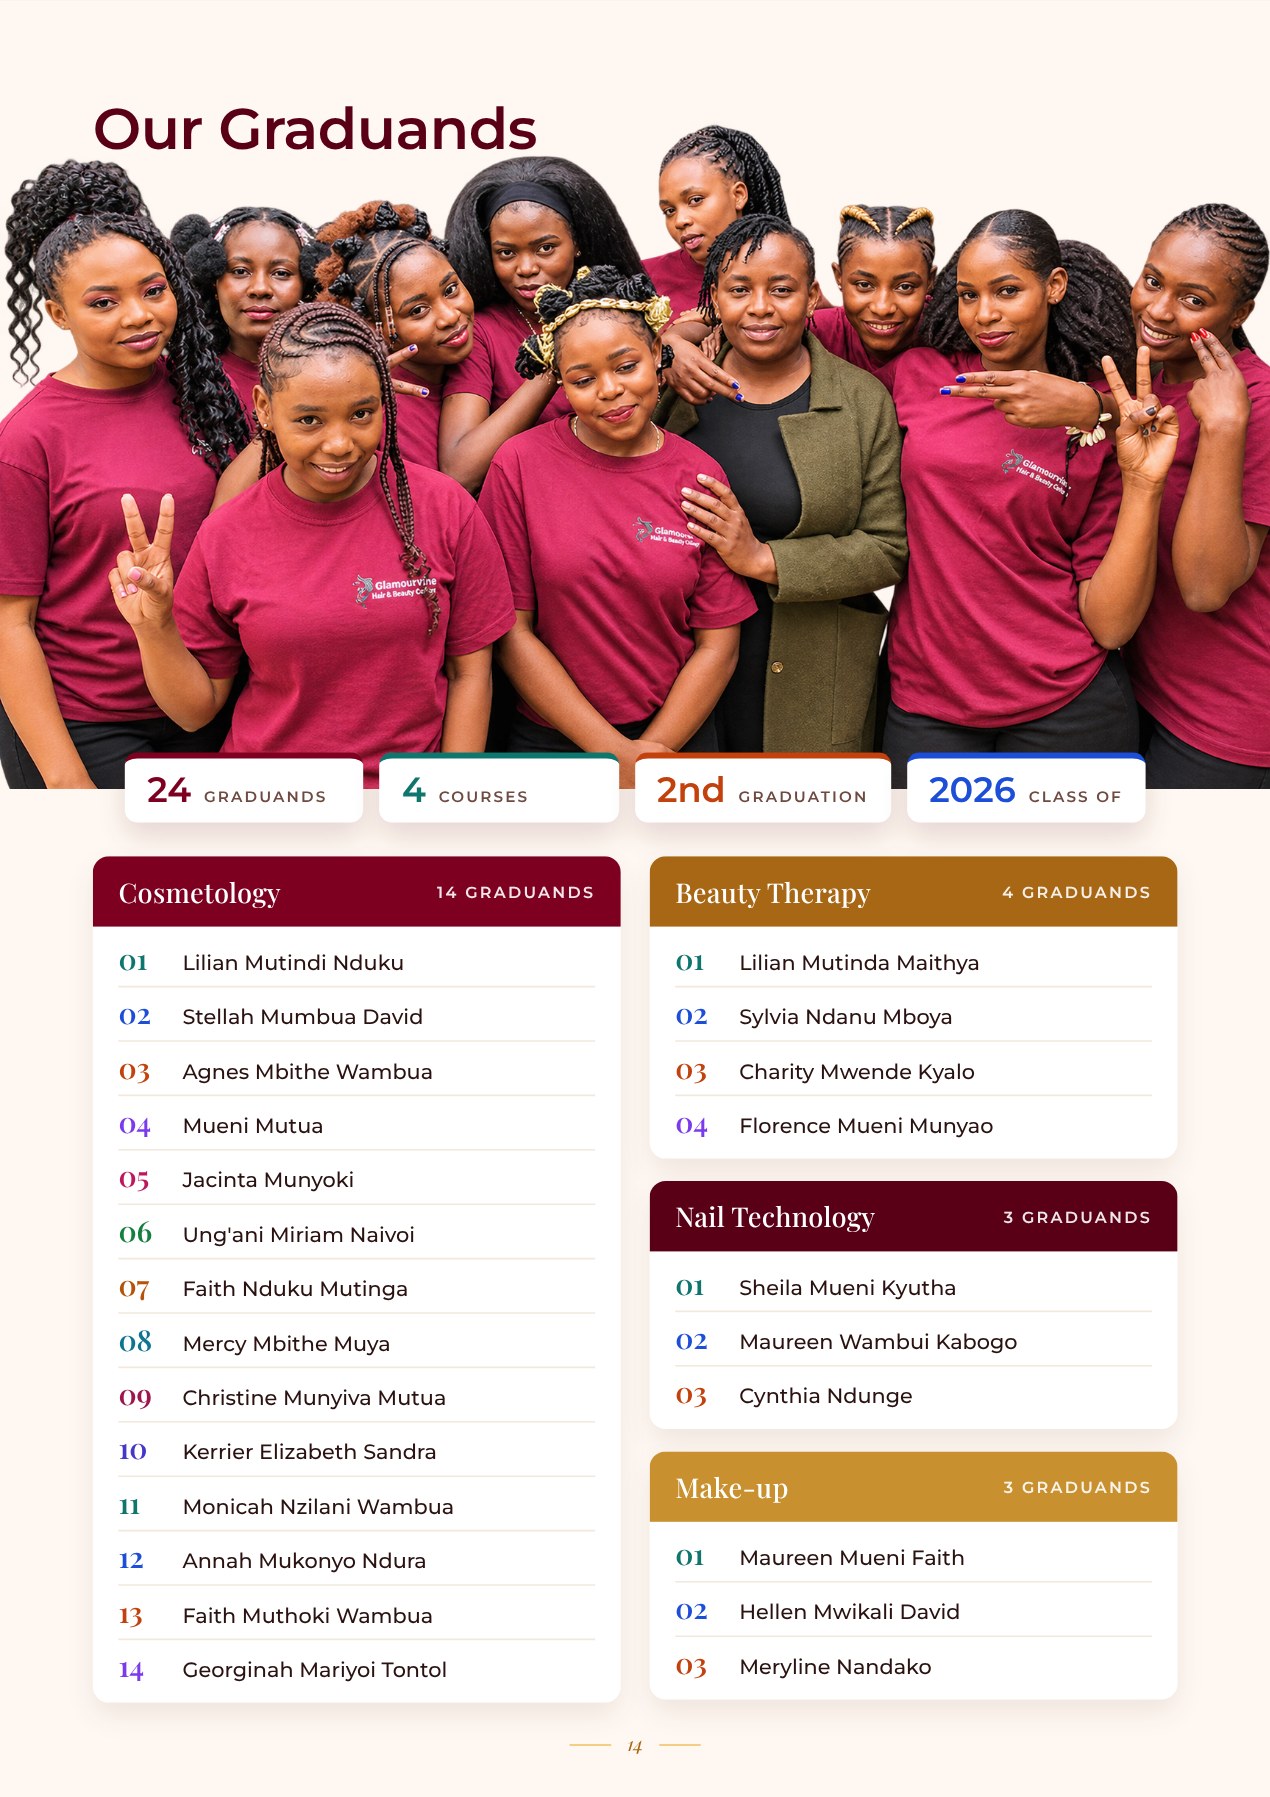 Our Graduands
Glamourvine
Hair & Beauty
Hair & Beauty
24 GRADUANDS
4 COURSES
2nd GRADUATION
2026 CLASS OF
Cosmetology 14 GRADUANDS
01 Lilian Mutindi Nduku
02 Stellah Mumbua David
03 Agnes Mbithe Wambua
04 Mueni Mutua
05 Jacinta Munyoki
06 Ung'ani Miriam Naivoi
07 Faith Nduku Mutinga
08 Mercy Mbithe Muya
09 Christine Munyiva Mutua
10 Kerrier Elizabeth Sandra
11 Monicah Nzilani Wambua
12 Annah Mukonyo Ndura
13 Faith Muthoki Wambua
14 Georginah Mariyoi Tontol
Beauty Therapy 4 GRADUANDS
01 Lilian Mutinda Maithya
02 Sylvia Ndanu Mboya
03 Charity Mwende Kyalo
04 Florence Mueni Munyao
Nail Technology 3 GRADUANDS
01 Sheila Mueni Kyutha
02 Maureen Wambui Kabogo
03 Cynthia Ndunge
Make-up 3 GRADUANDS
01 Maureen Mueni Faith
02 Hellen Mwikali David
03 Meryline Nandako
14